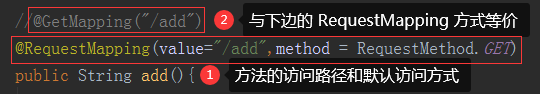 //@GetMapping("/add") 2 与下边的 RequestMapping 方式等价
@RequestMapping(value="/add",method = RequestMethod.GET)
public String add(){ 1 方法的访问路径和默认访问方式